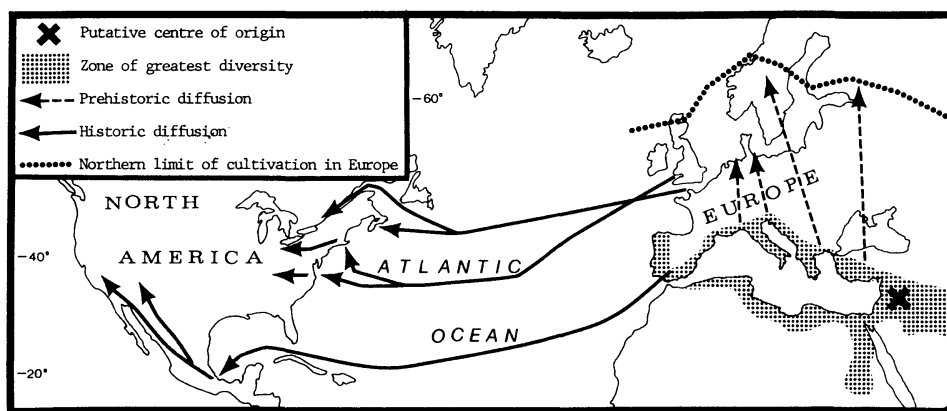 Putative centre of origin
Zone of greatest diversity
Prehistoric diffusion
Historic diffusion
Northern limit of cultivation in Europe
—60°
NORTH
AMERICA
EUROPE
—40°
ATLANTIC
OCEAN
—20°